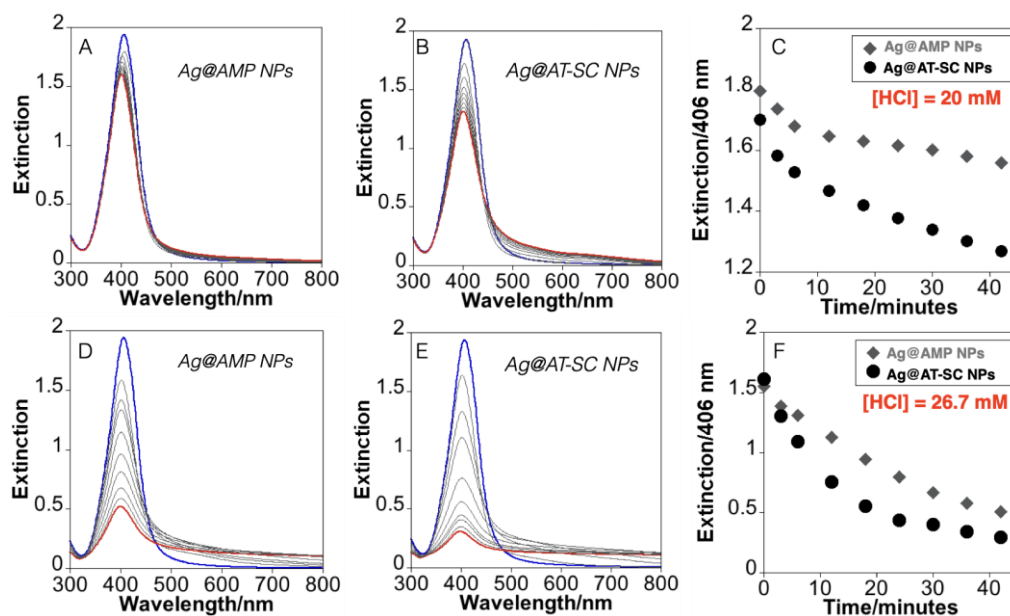 A
Ag@AMP NPs
Extinction
2
1.5
1
0.5
0
300 400 500 600 700 800
Wavelength/nm
B
Ag@AT-SC NPs
Extinction
2
1.5
1
0.5
0
300 400 500 600 700 800
Wavelength/nm
C
Ag@AMP NPs
Ag@AT-SC NPs
[HCl] = 20 mM
Extinction/406 nm
2
1.8
1.6
1.4
1.2
0 10 20 30 40
Time/minutes
D
Ag@AMP NPs
Extinction
2
1.5
1
0.5
0
300 400 500 600 700 800
Wavelength/nm
E
Ag@AT-SC NPs
Extinction
2
1.5
1
0.5
0
300 400 500 600 700 800
Wavelength/nm
F
Ag@AMP NPs
Ag@AT-SC NPs
[HCl] = 26.7 mM
Extinction/406 nm
2
1.5
1
0.5
0
0 10 20 30 40
Time/minutes